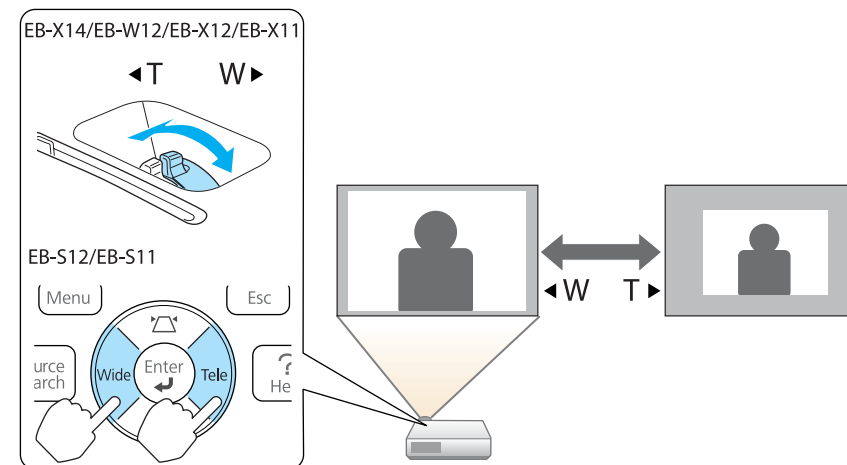 EB-X14/EB-W12/EB-X12/EB-X11
◄T W►
EB-S12/EB-S11
Menu Esc
urce
arch
Wide Enter Tele
?
He
◄W T►